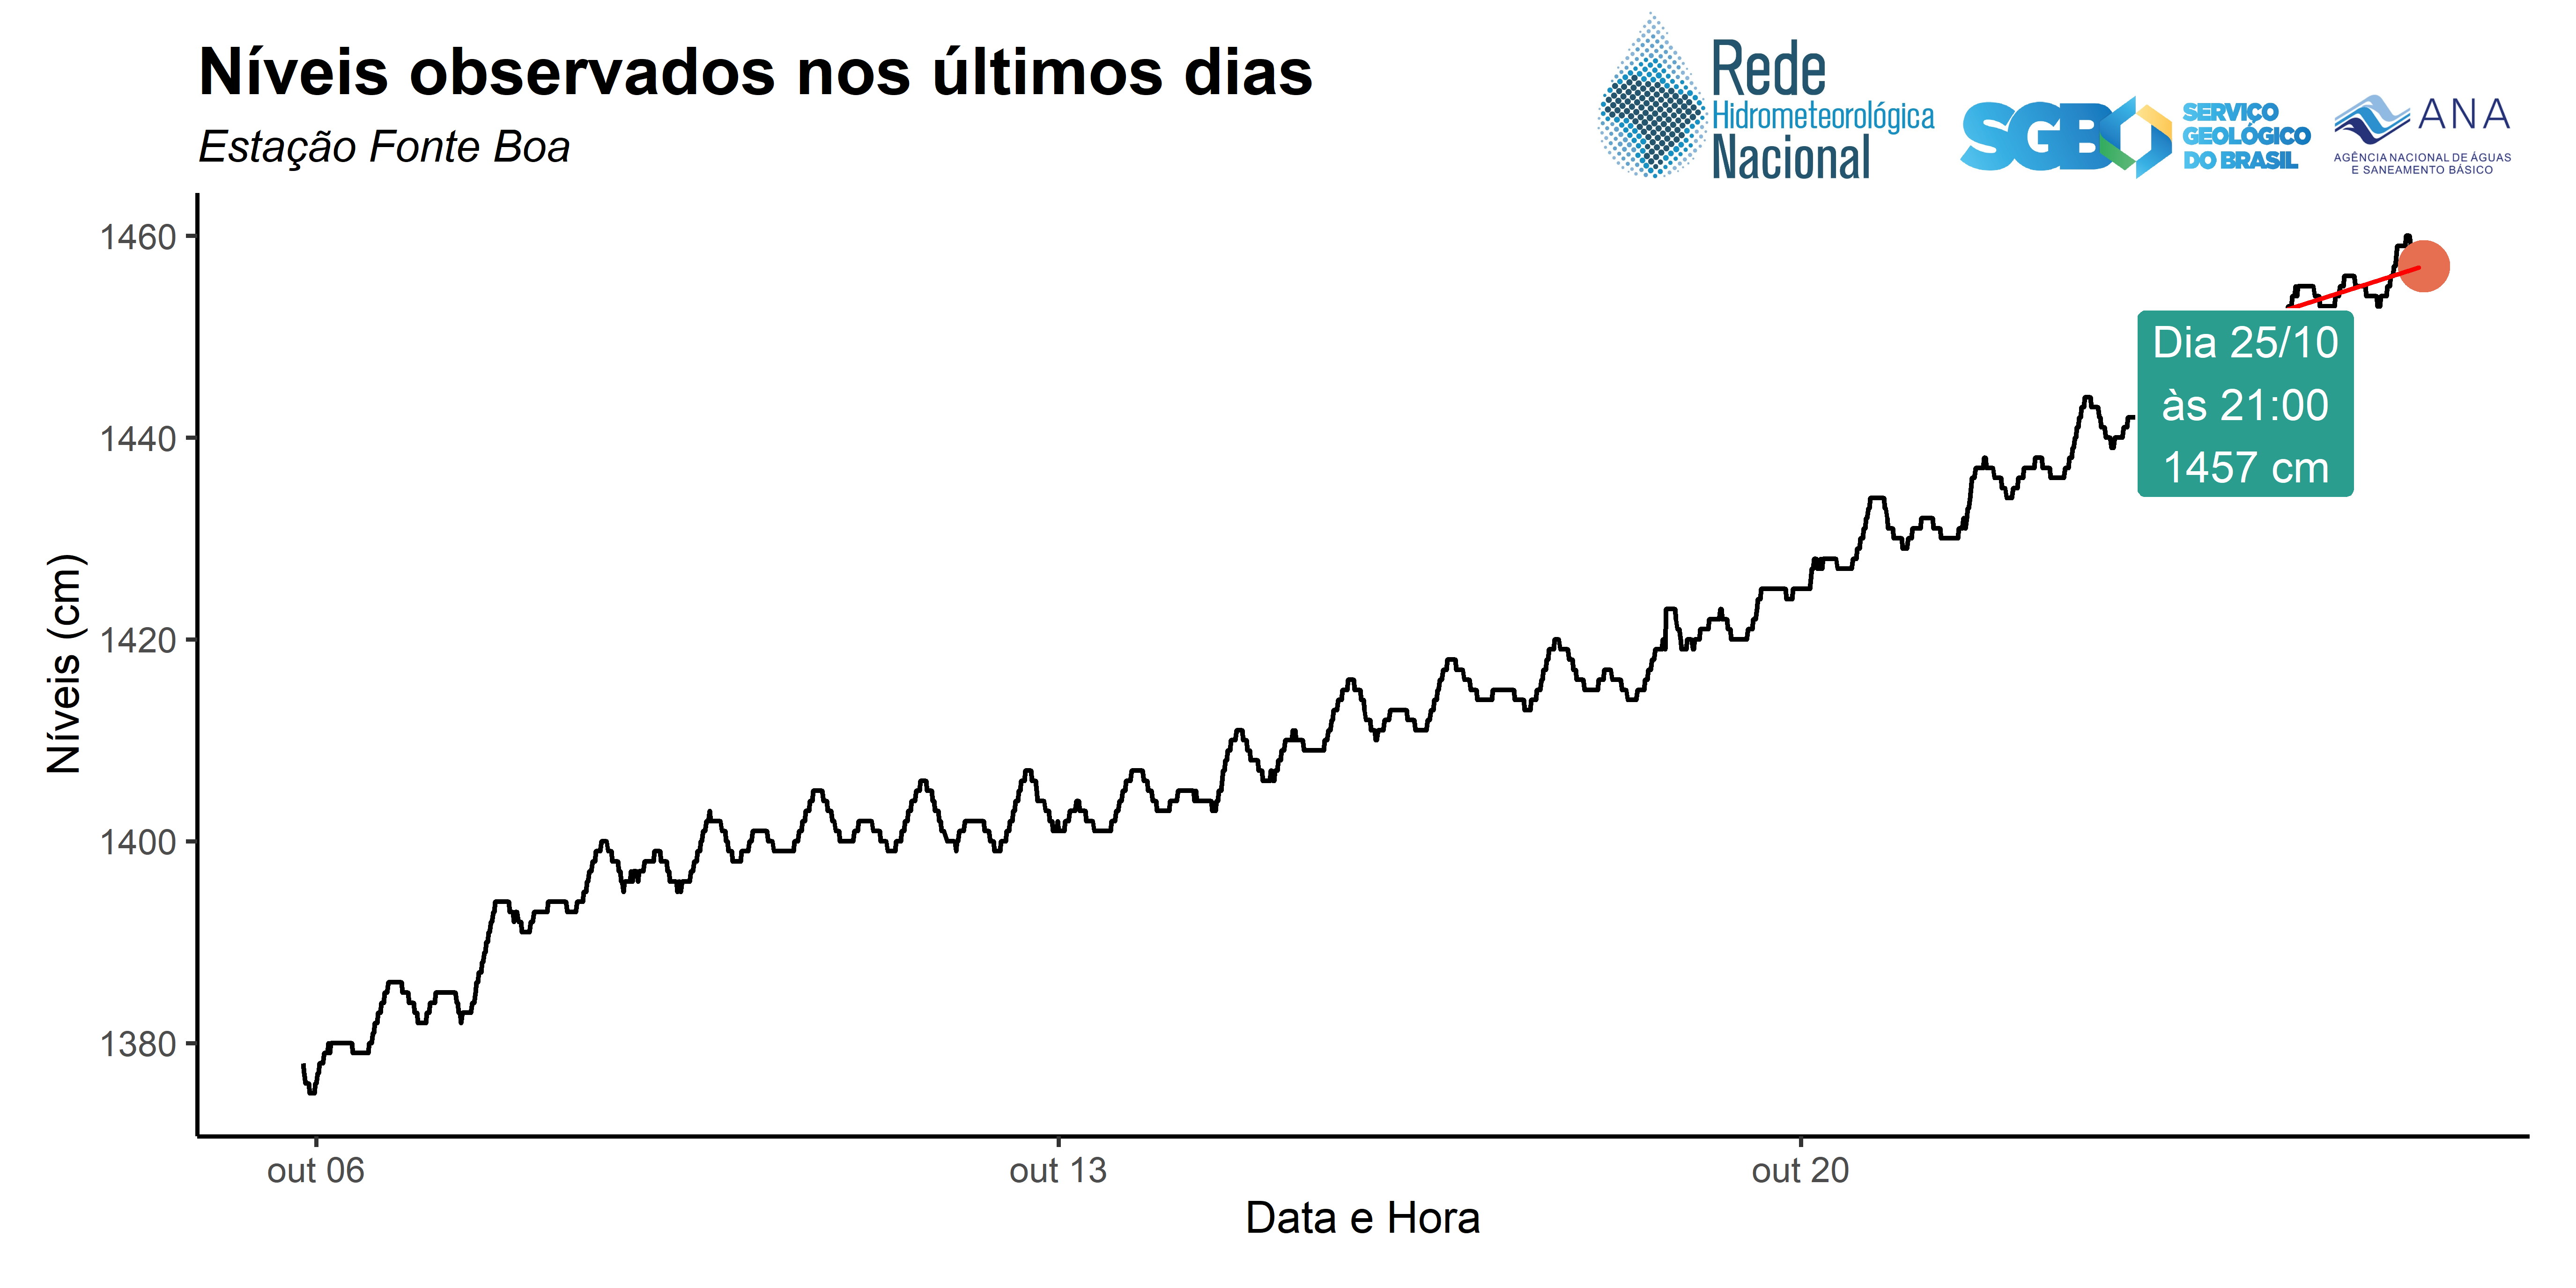 Níveis observados nos últimos dias
Estação Fonte Boa
Rede
Hidrometeorológica
Nacional
SGB
SERVIÇO
GEOLÓGICO
DO BRASIL
ANA
AGÊNCIA NACIONAL DE ÁGUAS
E SANEAMENTO BÁSICO
Níveis (cm)
1460
1440
1420
1400
1380
Dia 25/10
às 21:00
1457 cm
out 06
out 13
out 20
Data e Hora